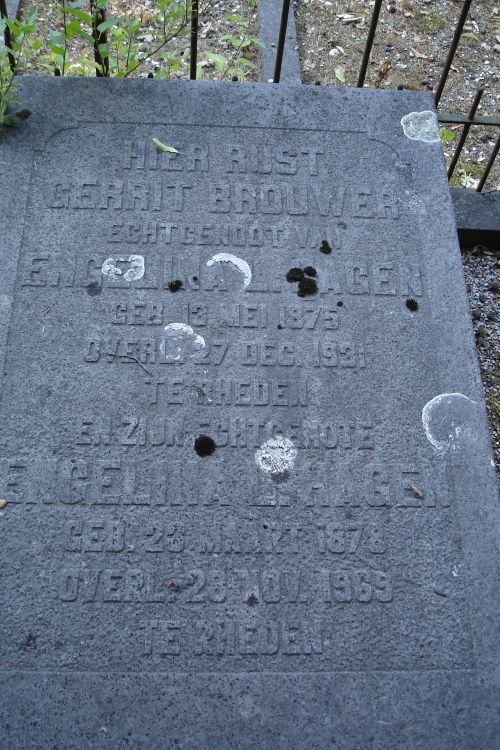 HIER RUST
GERRIT BROUWER
ECHTGENOOT VAN
ENGELINA L. HAGEN
GEB. 13 MEI 1875
OVERL. 27 DEC. 1931
TE RHEDEN
EN ZIJN ECHTGENOTE
ENGELINA L. HAGEN
GEB. 23 MAART 1878
OVERL. 28 NOV. 1969
TE RHEDEN